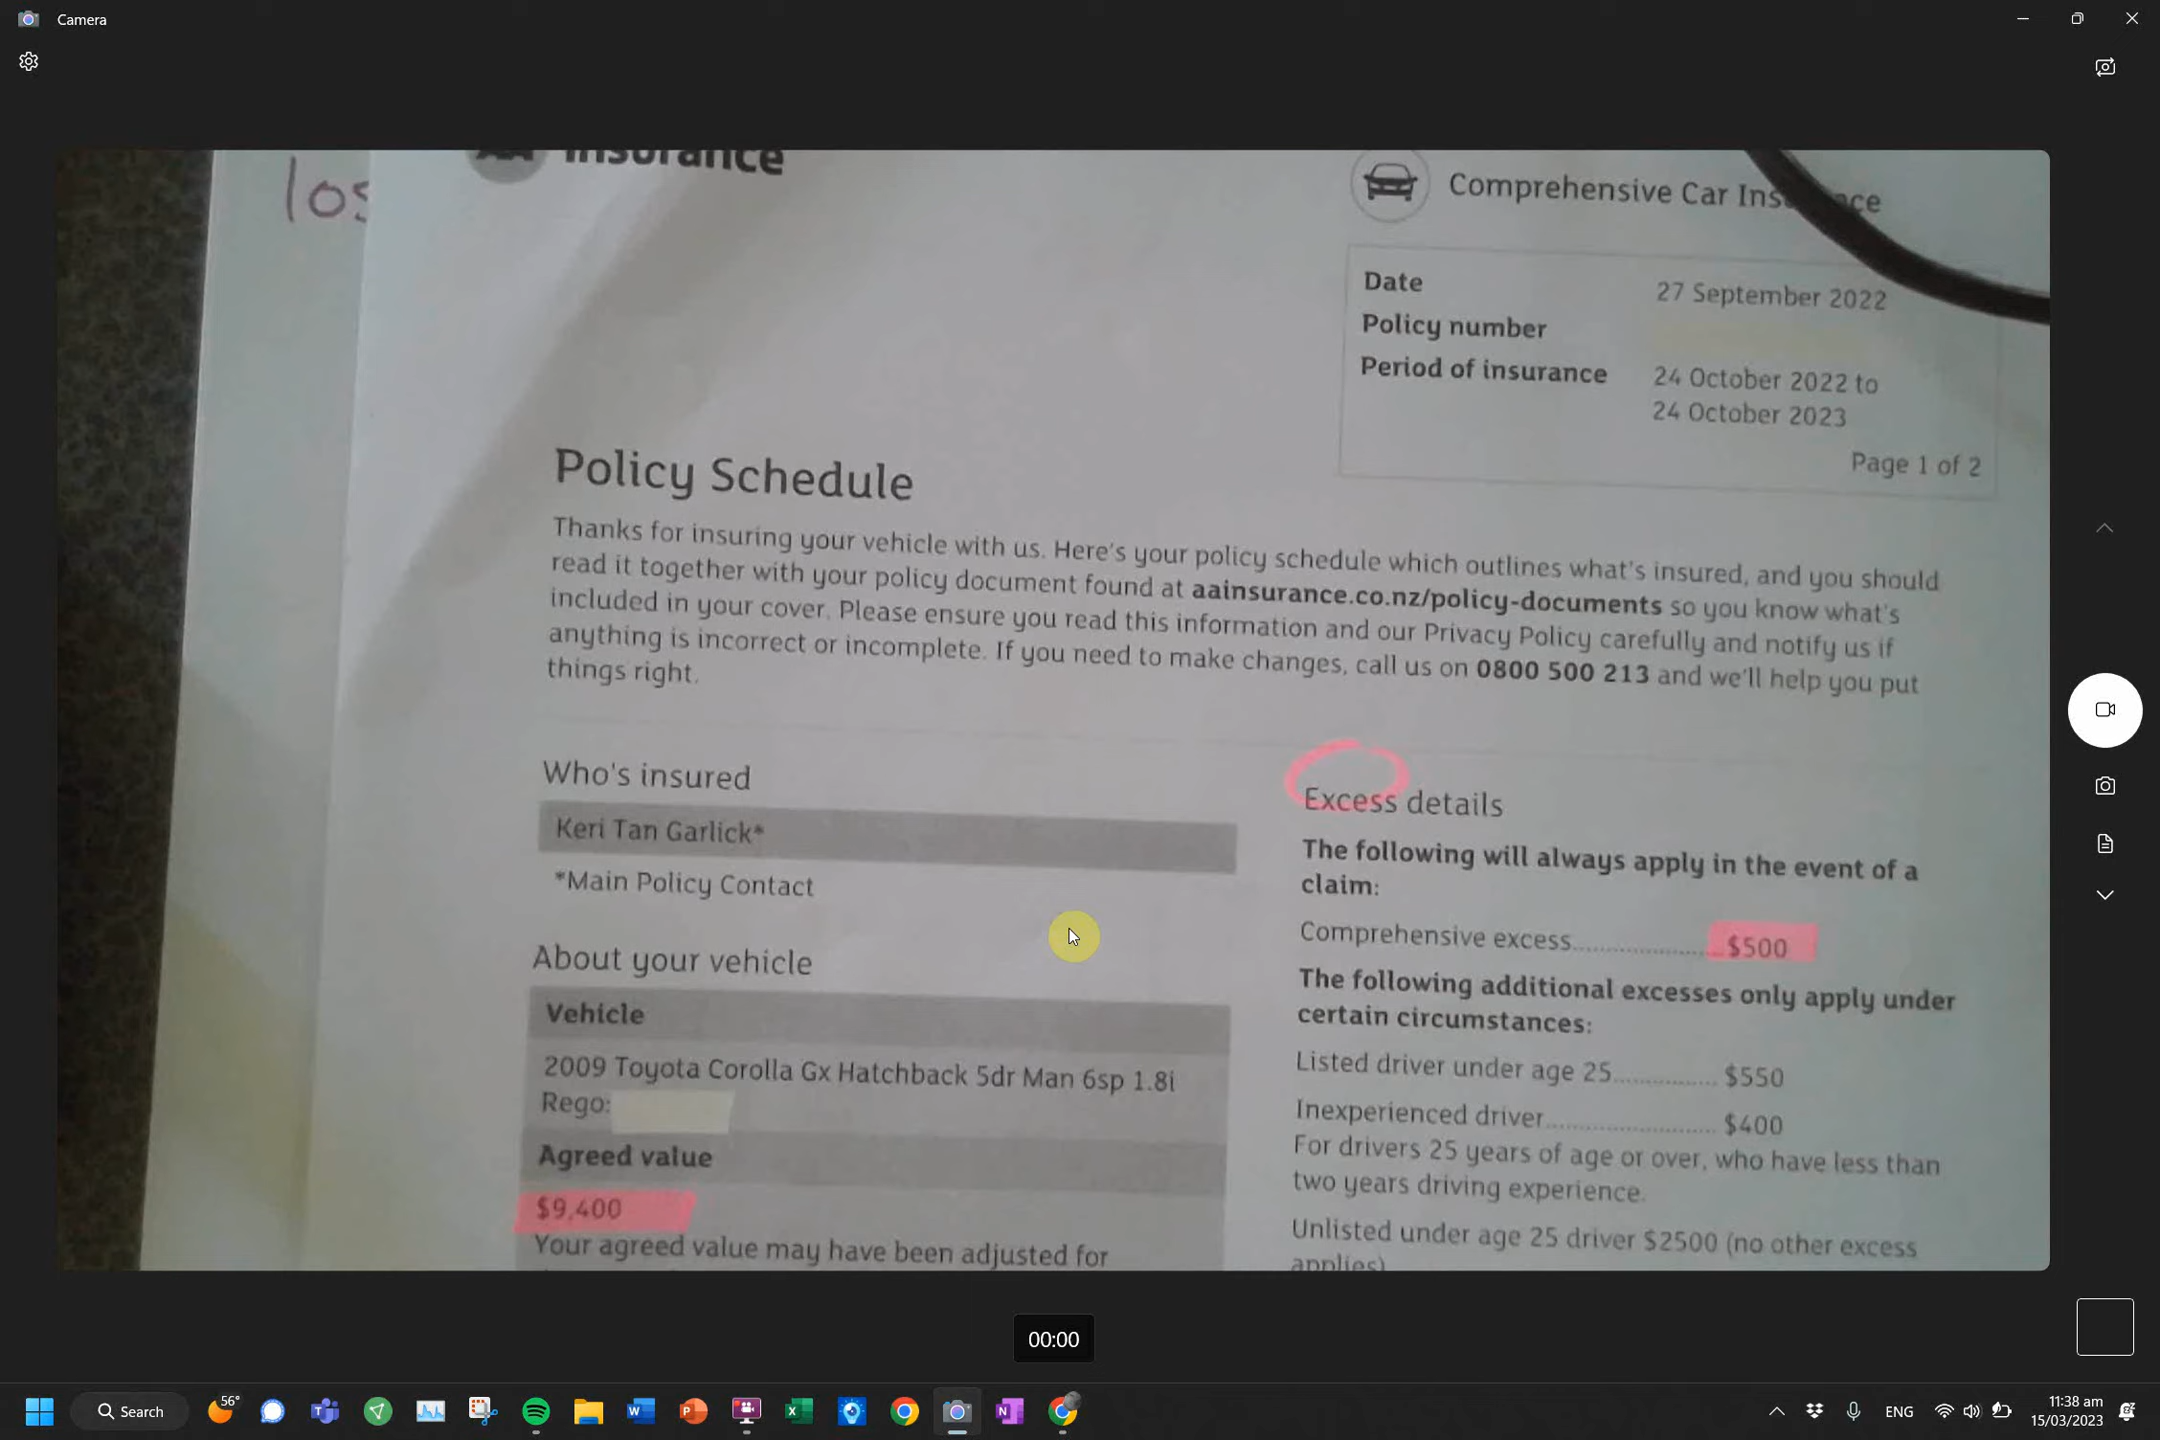 Camera
los
Insurance
Comprehensive Car Insurance
Date 27 September 2022
Policy number
Period of insurance 24 October 2022 to
24 October 2023
Page 1 of 2
Policy Schedule
Thanks for insuring your vehicle with us. Here's your policy schedule which outlines what's insured, and you should
read it together with your policy document found at aainsurance.co.nz/policy-documents so you know what's
included in your cover. Please ensure you read this information and our Privacy Policy carefully and notify us if
anything is incorrect or incomplete. If you need to make changes, call us on 0800 500 213 and we'll help you put
things right.
Who's insured
Keri Tan Garlick*
*Main Policy Contact
About your vehicle
Vehicle
2009 Toyota Corolla Gx Hatchback 5dr Man 6sp 1.8i
Rego:
Agreed value
$9,400
Your agreed value may have been adjusted for
Excess details
The following will always apply in the event of a
claim:
Comprehensive excess........................$500
The following additional excesses only apply under
certain circumstances:
Listed driver under age 25............... $550
Inexperienced driver......................... $400
For drivers 25 years of age or over, who have less than
two years driving experience.
Unlisted under age 25 driver $2500 (no other excess
applies)
00:00
56°
Search
ENG
11:38 am
15/03/2023